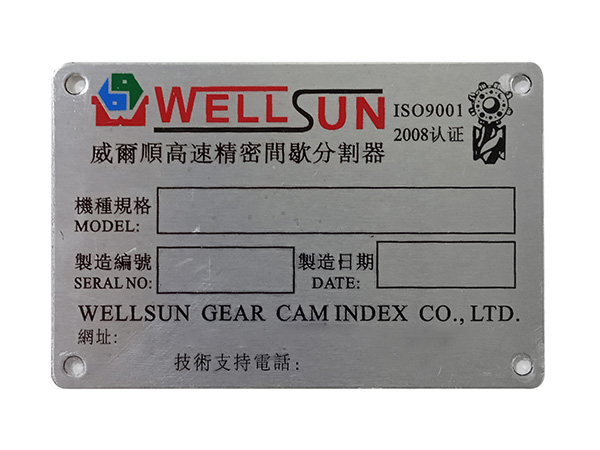 WELLSUN
ISO9001
2008认证
威爾順高速精密間歇分割器
機種規格
MODEL:
製造編號
SERAL NO:
製造日期
DATE:
WELLSUN GEAR CAM INDEX CO., LTD.
網址:
技術支持電話: